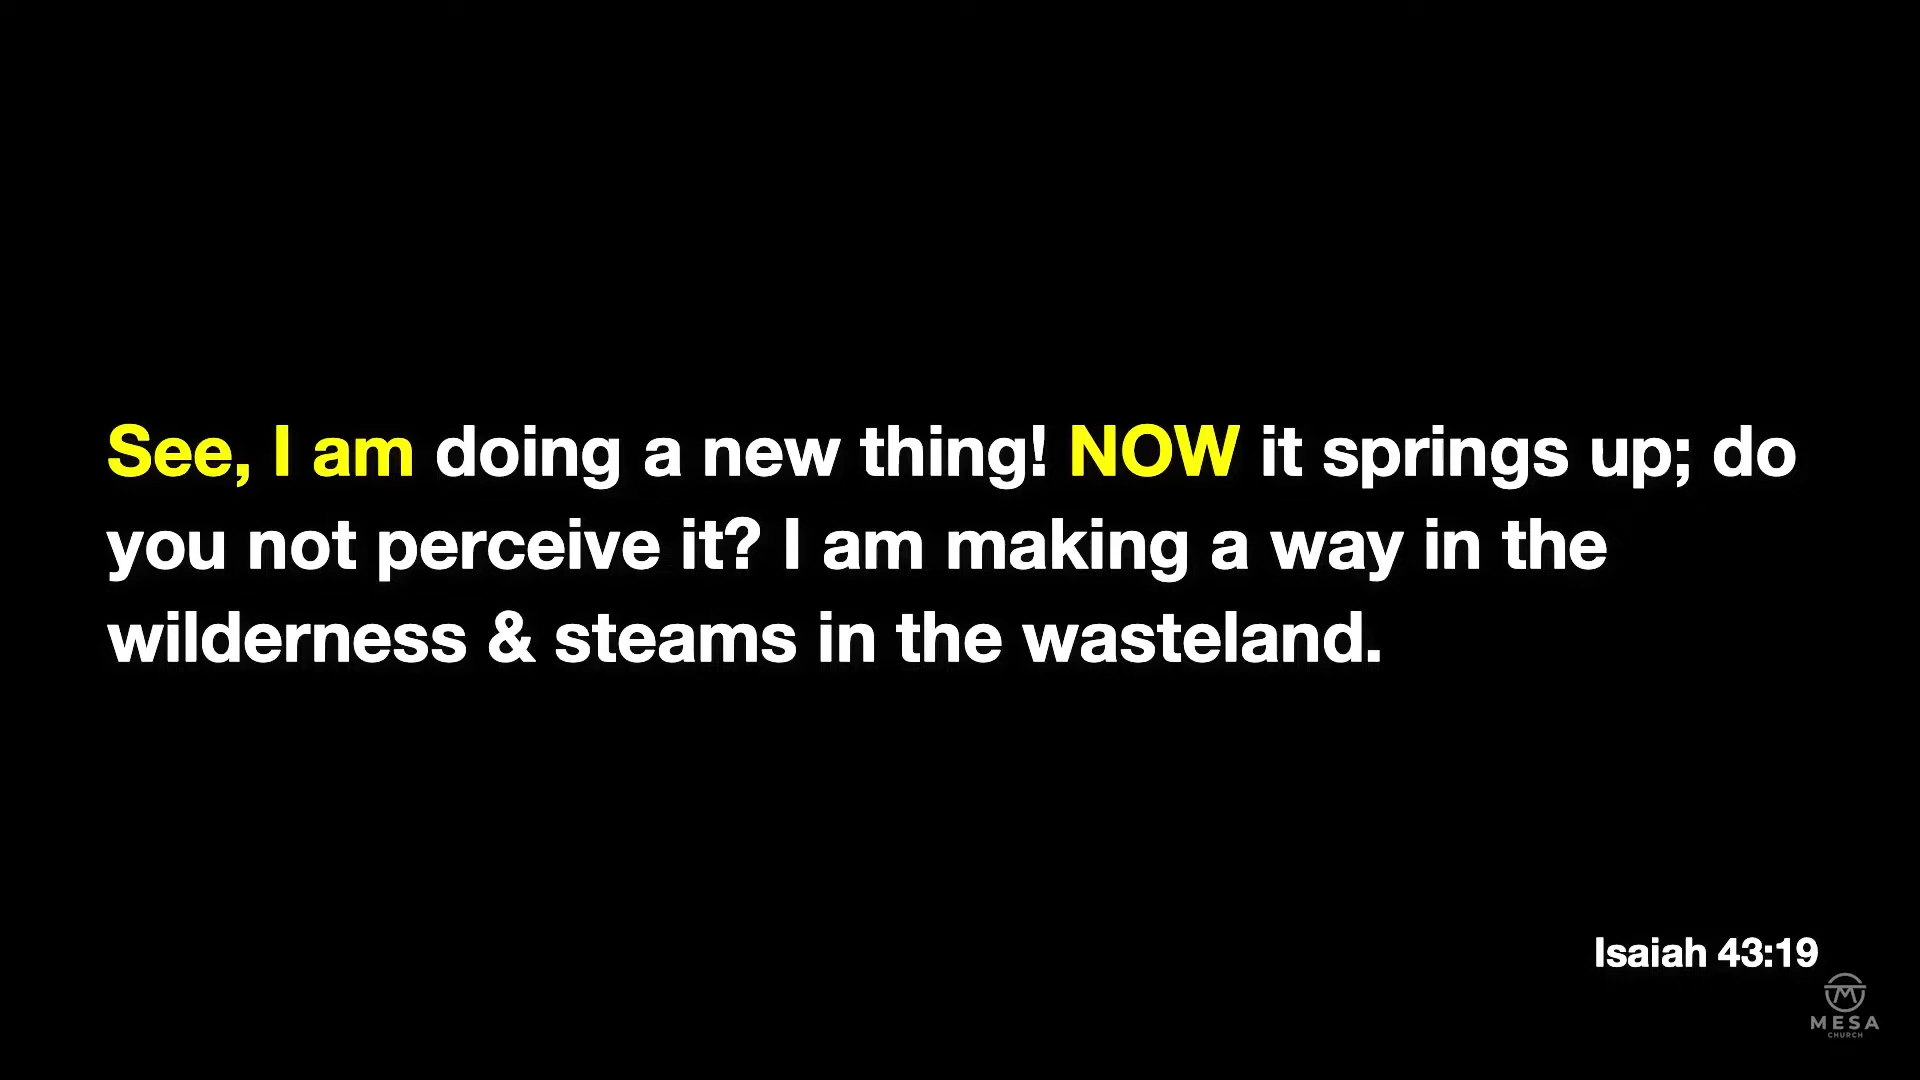 See, I am doing a new thing! NOW it springs up; do
you not perceive it? I am making a way in the
wilderness & steams in the wasteland.
Isaiah 43:19
MESA
CHURCH